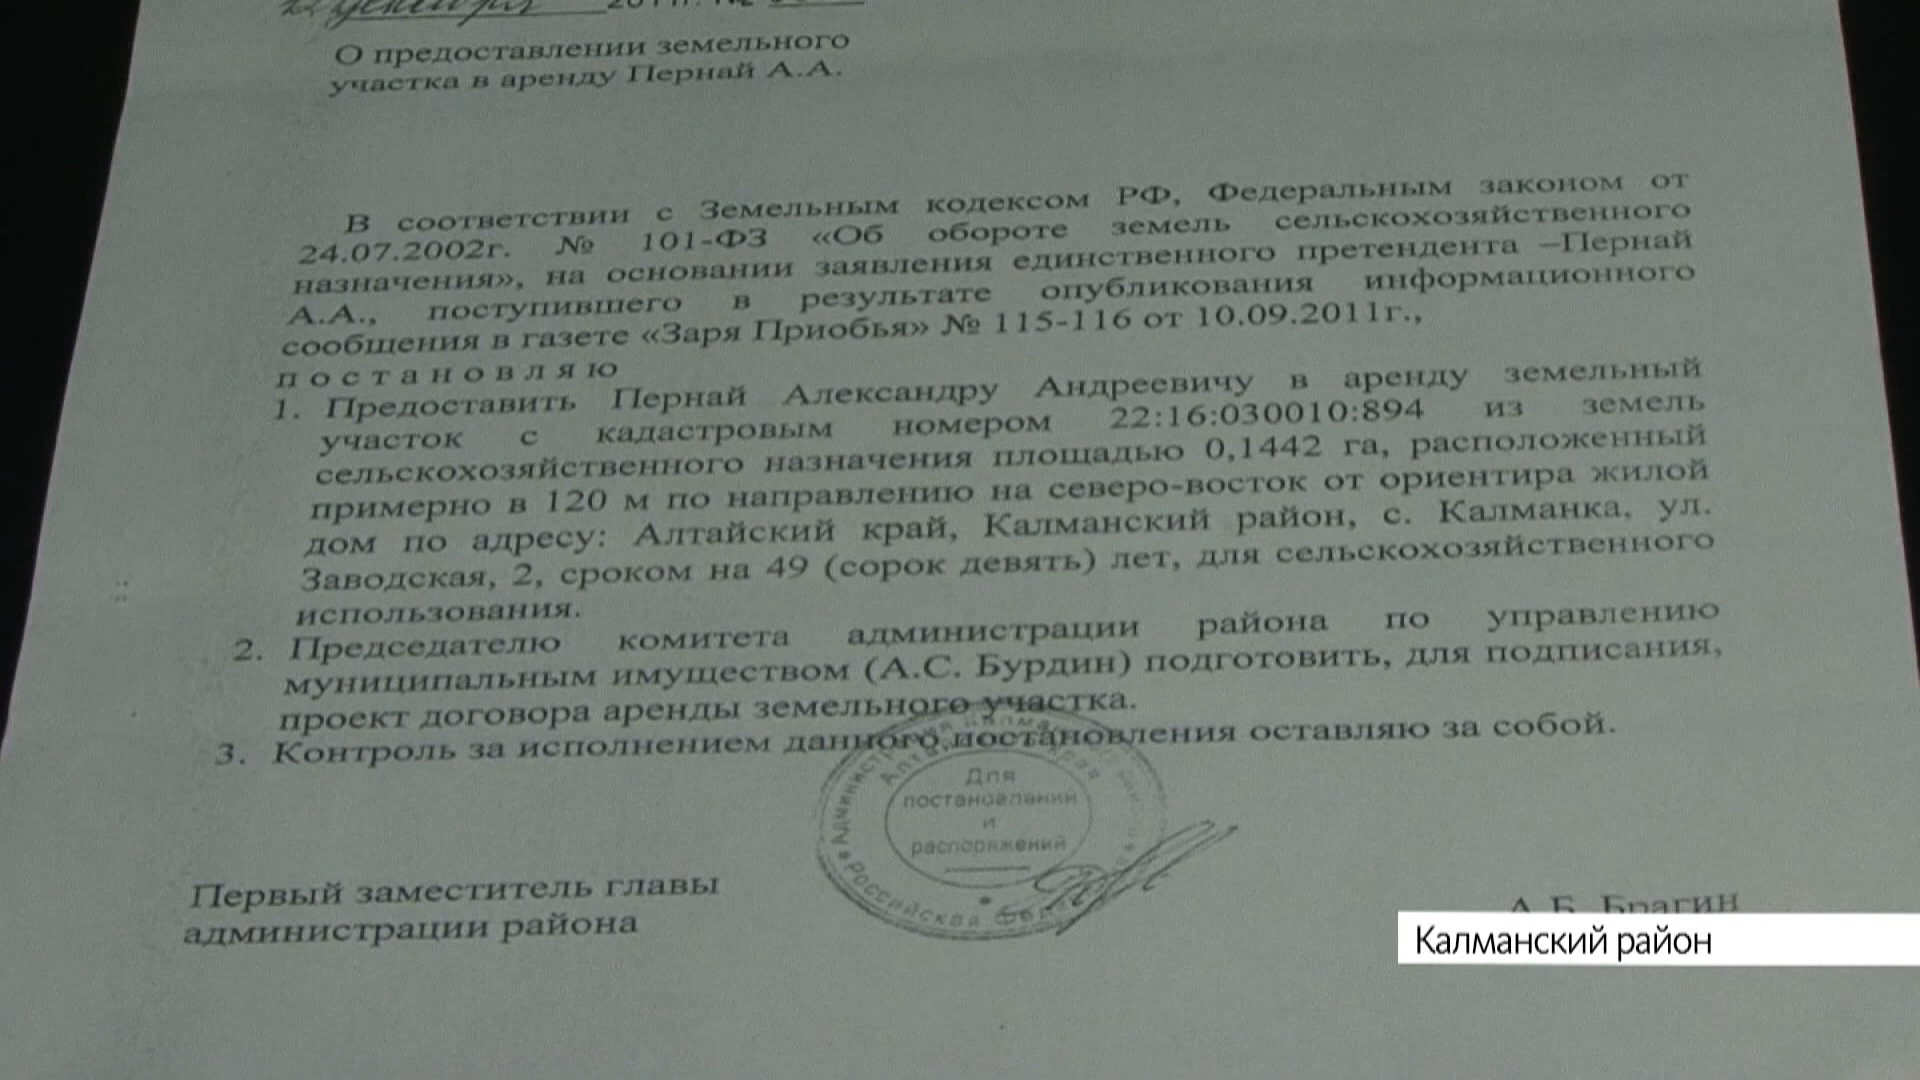 О предоставлении земельного
участка в аренду Пернай А.А.
В соответствии с Земельным кодексом РФ, Федеральным законом от
24.07.2002г. № 101-ФЗ «Об обороте земель сельскохозяйственного
назначения», на основании заявления единственного претендента –Пернай
А.А., поступившего в результате опубликования информационного
сообщения в газете «Заря Приобья» № 115-116 от 10.09.2011г.,
п о с т а н о в л я ю
1. Предоставить Пернай Александру Андреевичу в аренду земельный
участок с кадастровым номером 22:16:030010:894 из земель
сельскохозяйственного назначения площадью 0,1442 га, расположенный
примерно в 120 м по направлению на северо-восток от ориентира жилой
дом по адресу: Алтайский край, Калманский район, с. Калманка, ул.
Заводская, 2, сроком на 49 (сорок девять) лет, для сельскохозяйственного
использования.
2. Председателю комитета администрации района по управлению
муниципальным имуществом (А.С. Бурдин) подготовить, для подписания,
проект договора аренды земельного участка.
3. Контроль за исполнением данного постановления оставляю за собой.
Для
постановлений
и
распоряжений
Российская
Первый заместитель главы
администрации района
А.Б. Брагин
Калманский район